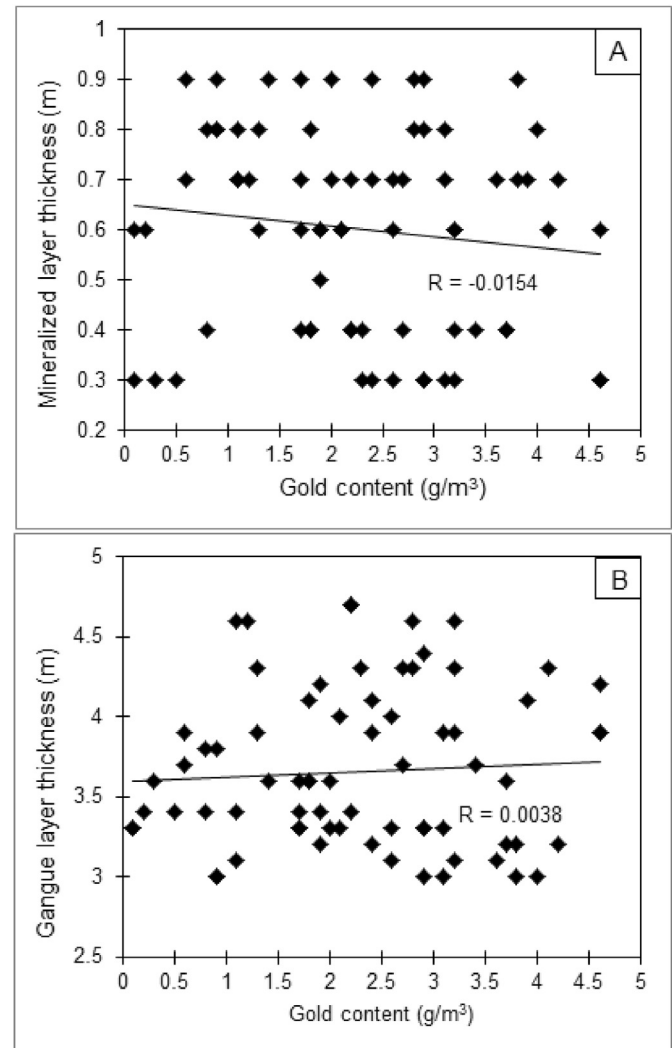 A
1
0.9
0.8
0.7
0.6
0.5
0.4
0.3
0.2
Mineralized layer thickness (m)
R = -0.0154
0 0.5 1 1.5 2 2.5 3 3.5 4 4.5 5
Gold content (g/m³)
B
5
4.5
4
3.5
3
2.5
Gangue layer thickness (m)
R = 0.0038
0 0.5 1 1.5 2 2.5 3 3.5 4 4.5 5
Gold content (g/m³)